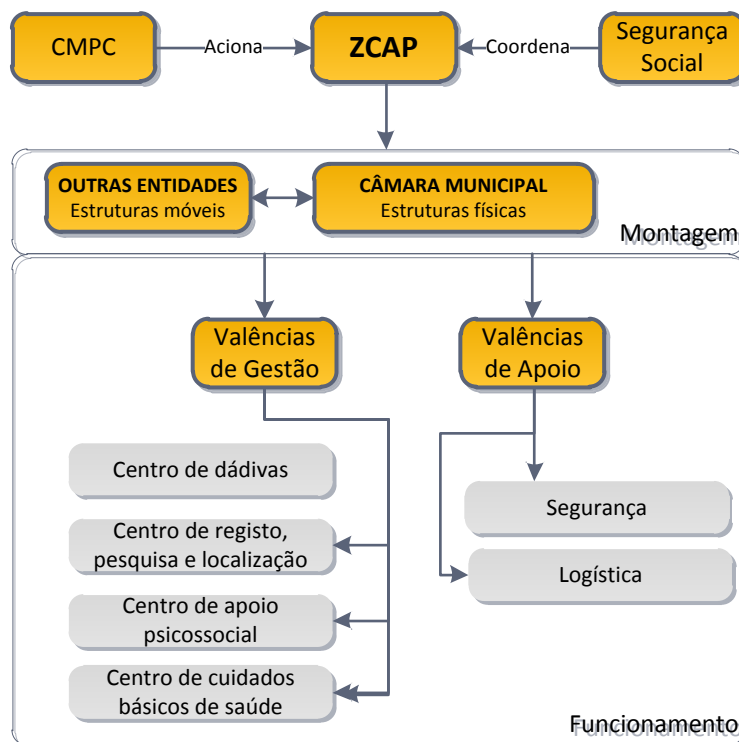 CMPC
Aciona
ZCAP
Coordena
Segurança
Social
OUTRAS ENTIDADES
Estruturas móveis
CÂMARA MUNICIPAL
Estruturas físicas
Montagem
Valências
de Gestão
Valências
de Apoio
Centro de dádivas
Centro de registo,
pesquisa e localização
Centro de apoio
psicossocial
Centro de cuidados
básicos de saúde
Segurança
Logística
Funcionamento